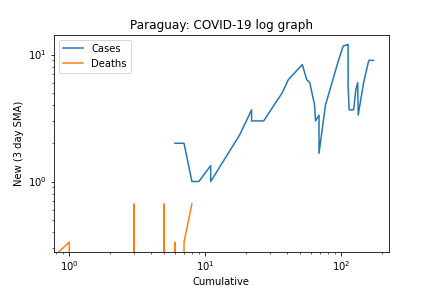 Paraguay: COVID-19 log graph
Cases
Deaths
New (3 day SMA)
10¹
10⁰
10⁰
10¹
10²
Cumulative